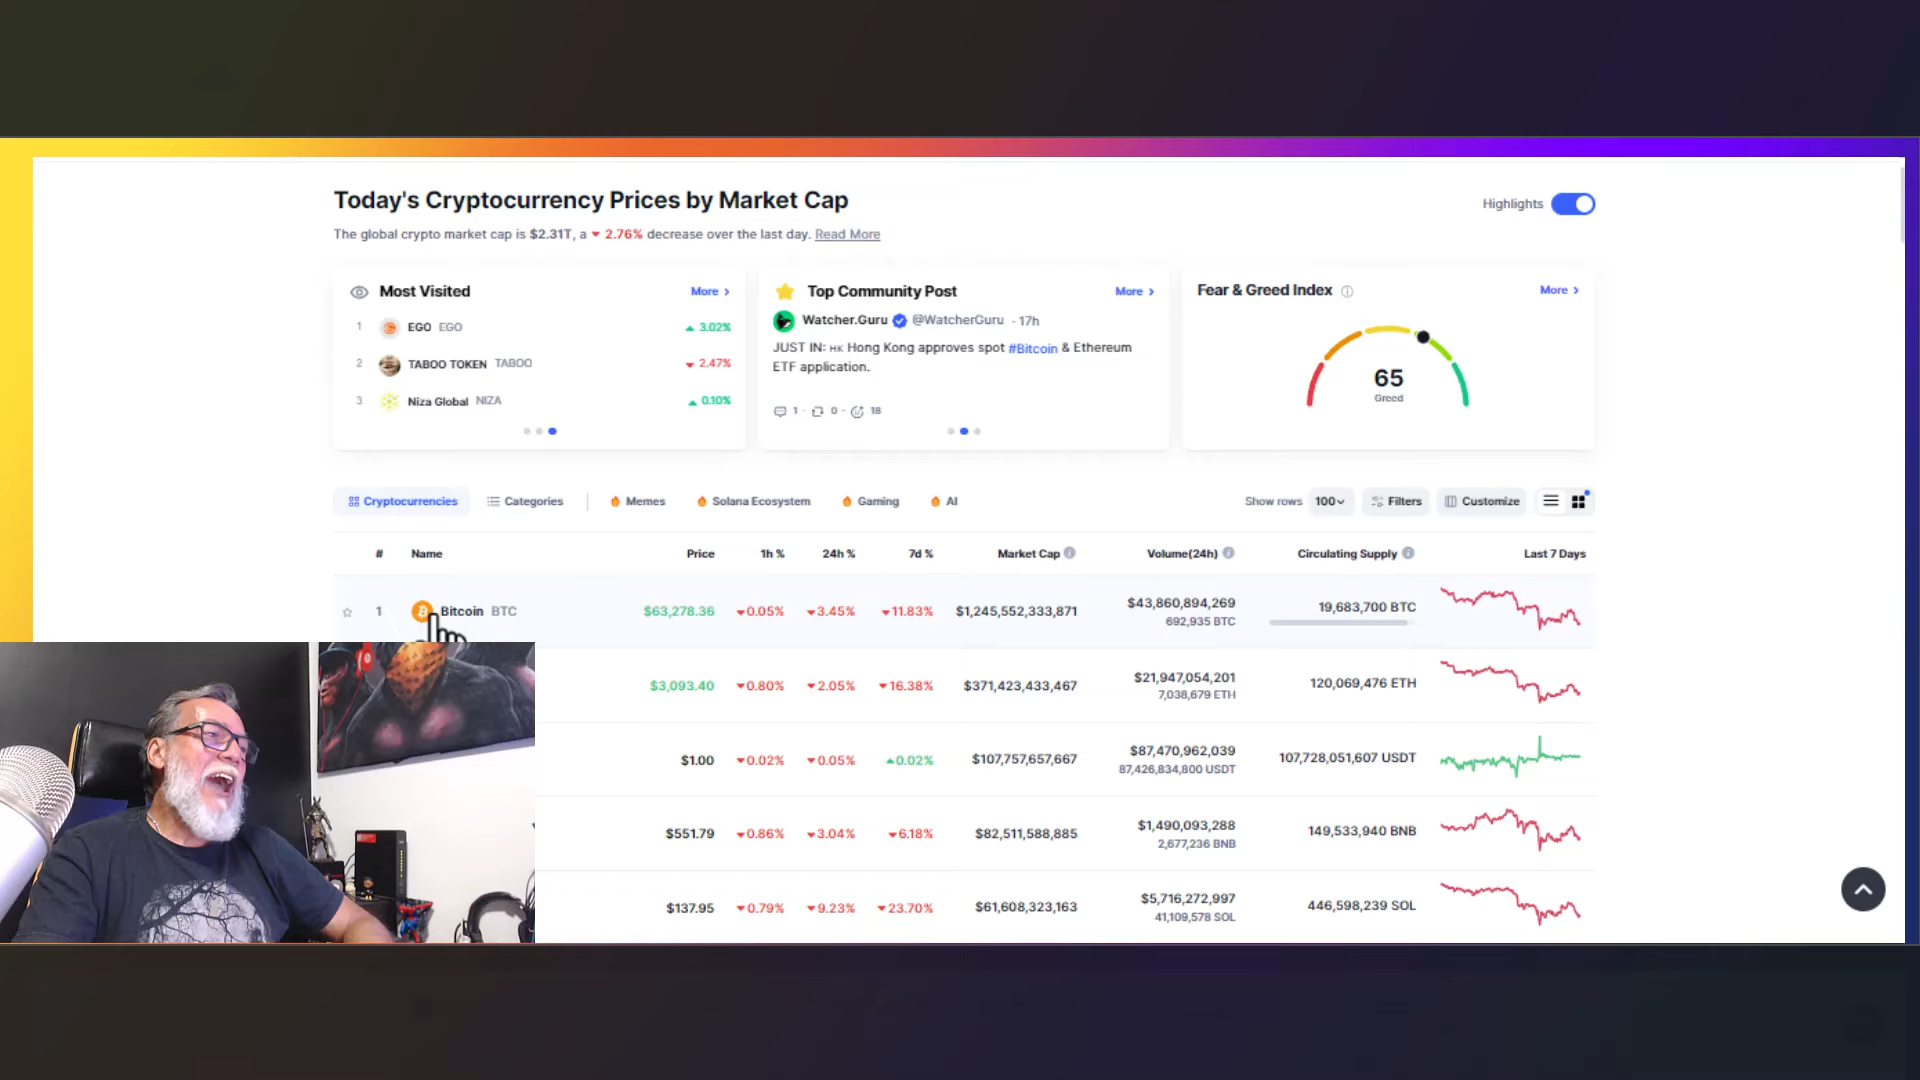 Today's Cryptocurrency Prices by Market Cap
Highlights
The global crypto market cap is $2.31T, a 2.76% decrease over the last day. Read More
Most Visited More
1 EGO EGO 3.02%
2 TABOO TOKEN TABOO 2.47%
3 Niza Global NIZA 0.10%
Top Community Post More
Watcher.Guru @WatcherGuru · 17h
JUST IN: HK Hong Kong approves spot #Bitcoin & Ethereum
ETF application.
1 · 0 · 18
Fear & Greed Index More
65
Greed
Cryptocurrencies Categories Memes Solana Ecosystem Gaming AI Show rows 100 Filters Customize
# Name Price 1h % 24h % 7d % Market Cap Volume(24h) Circulating Supply Last 7 Days
1 Bitcoin BTC $63,278.36 0.05% 3.45% 11.83% $1,245,552,333,871 $43,860,894,269 19,683,700 BTC
692,935 BTC
$3,093.40 0.80% 2.05% 16.38% $371,423,433,467 $21,947,054,201 120,069,476 ETH
7,038,679 ETH
$1.00 0.02% 0.05% 0.02% $107,757,657,667 $87,470,962,039 107,728,051,607 USDT
87,426,834,800 USDT
$551.79 0.86% 3.04% 6.18% $82,511,588,885 $1,490,093,288 149,533,940 BNB
2,677,236 BNB
$137.95 0.79% 9.23% 23.70% $61,608,323,163 $5,716,272,997 446,598,239 SOL
41,109,578 SOL